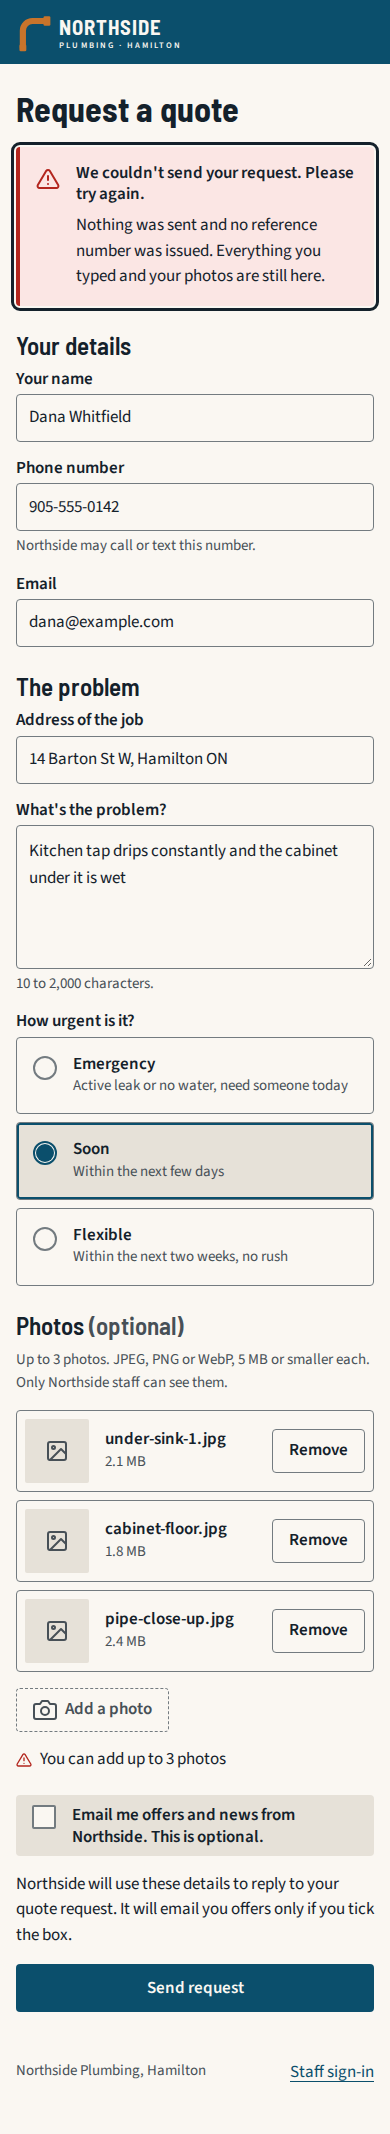 NORTHSIDE
PLUMBING · HAMILTON
Request a quote
We couldn't send your request. Please
try again.
Nothing was sent and no reference
number was issued. Everything you
typed and your photos are still here.
Your details
Your name
Dana Whitfield
Phone number
905-555-0142
Northside may call or text this number.
Email
dana@example.com
The problem
Address of the job
14 Barton St W, Hamilton ON
What's the problem?
Kitchen tap drips constantly and the cabinet
under it is wet
10 to 2,000 characters.
How urgent is it?
Emergency
Active leak or no water, need someone today
Soon
Within the next few days
Flexible
Within the next two weeks, no rush
Photos (optional)
Up to 3 photos. JPEG, PNG or WebP, 5 MB or smaller each.
Only Northside staff can see them.
under-sink-1.jpg
2.1 MB
Remove
cabinet-floor.jpg
1.8 MB
Remove
pipe-close-up.jpg
2.4 MB
Remove
Add a photo
You can add up to 3 photos
Email me offers and news from
Northside. This is optional.
Northside will use these details to reply to your
quote request. It will email you offers only if you tick
the box.
Send request
Northside Plumbing, Hamilton
Staff sign-in